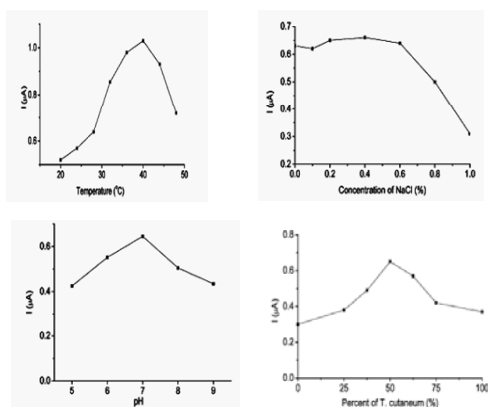 I (μA)
1.0
0.8
0.6
20 30 40 50
Temperature (°C)
I (μA)
0.7
0.6
0.5
0.4
0.3
0.2
0.0 0.2 0.4 0.6 0.8 1.0
Concentration of NaCl (%)
I (μA)
0.6
0.4
0.2
0.0
5 6 7 8 9
pH
I (μA)
0.8
0.6
0.4
0.2
0.0
0 25 50 75 100
Percent of T. cutaneum (%)